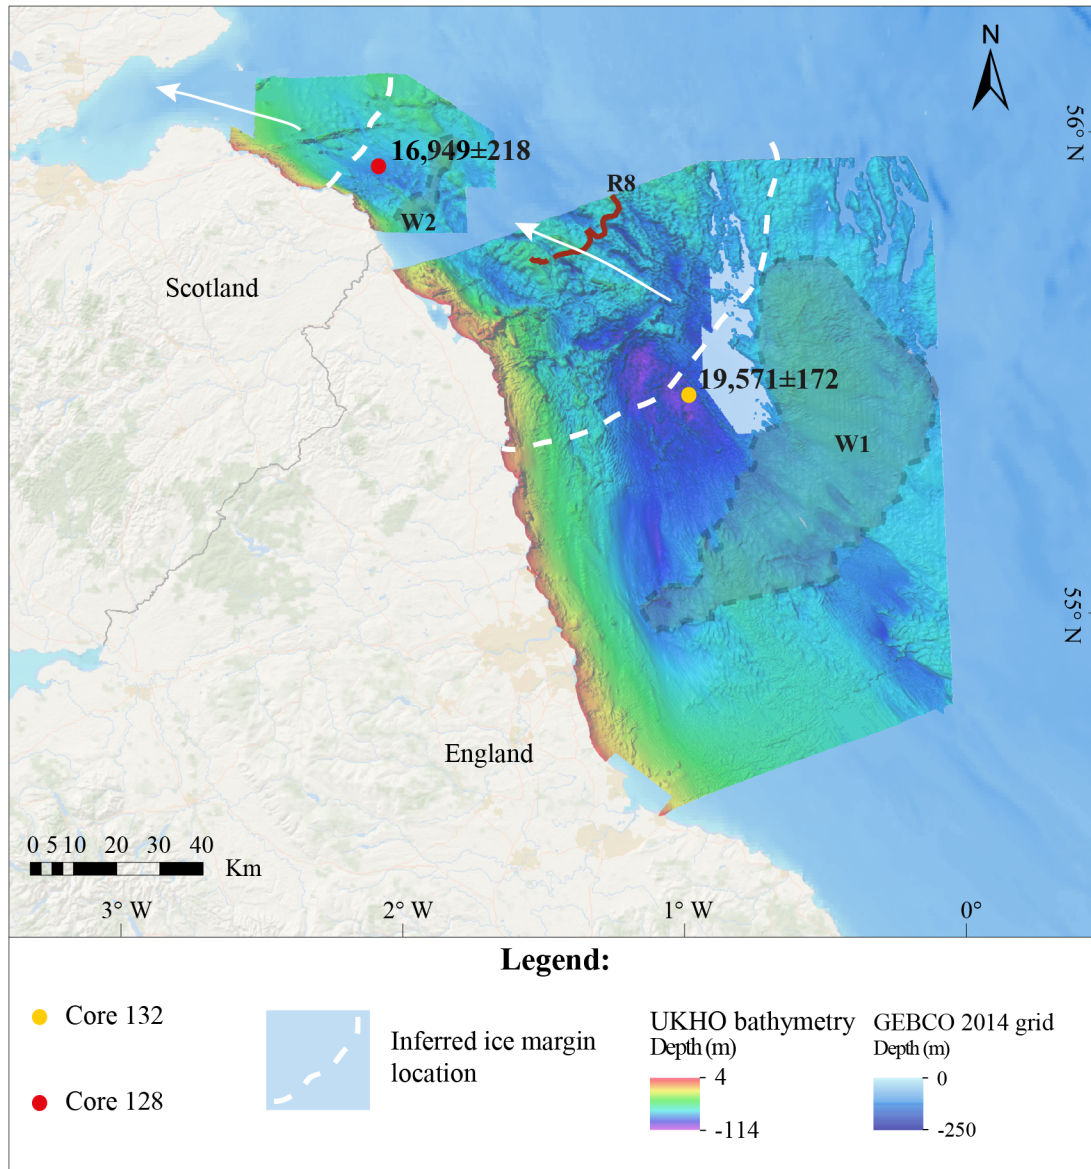 N
56° N
16,949±218
R8
W2
Scotland
19,571±172
W1
55° N
England
0 5 10 20 30 40
Km
3° W 2° W 1° W 0°
Legend:
Core 132
Core 128
Inferred ice margin
location
UKHO bathymetry
Depth (m)
4
-114
GEBCO 2014 grid
Depth (m)
0
-250